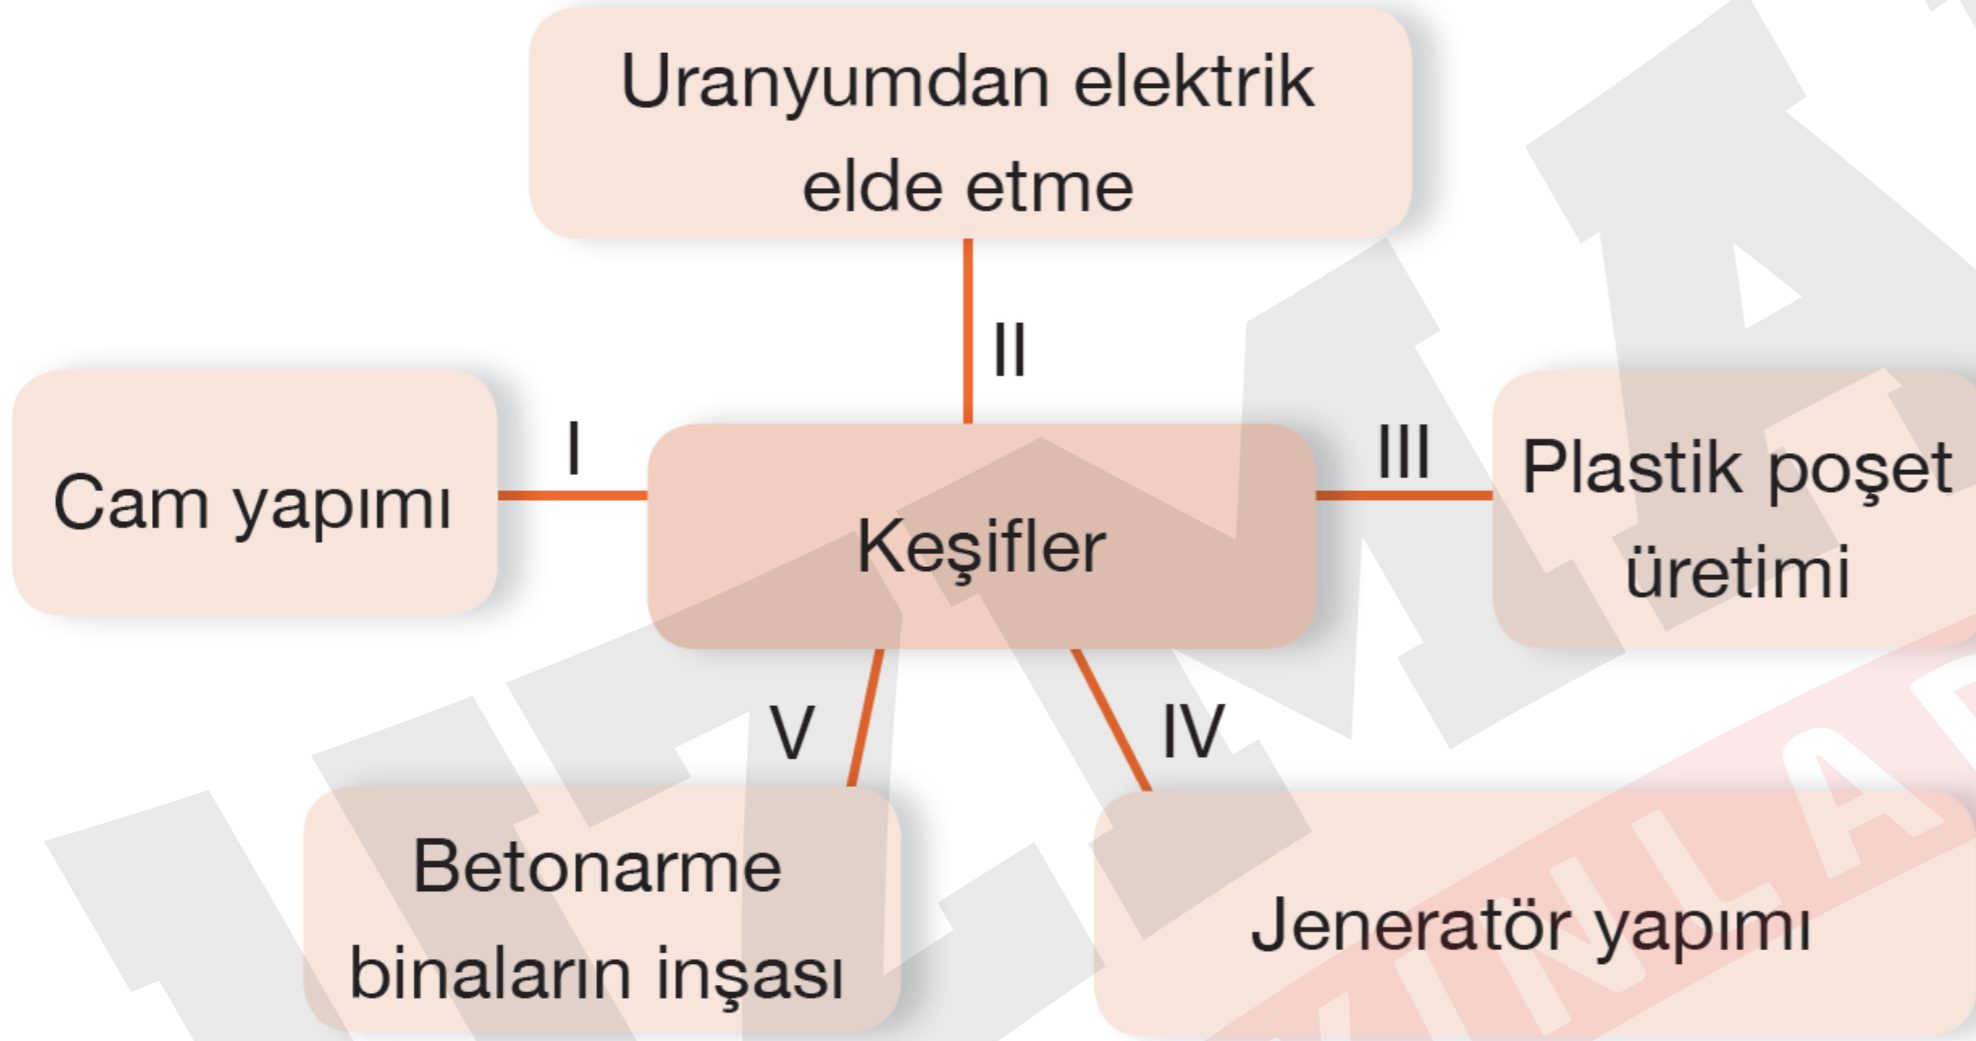 Uranyumdan elektrik
elde etme
II
Cam yapımı
I
Keşifler
III
Plastik poşet
üretimi
V
IV
Betonarme
binaların inşası
Jeneratör yapımı